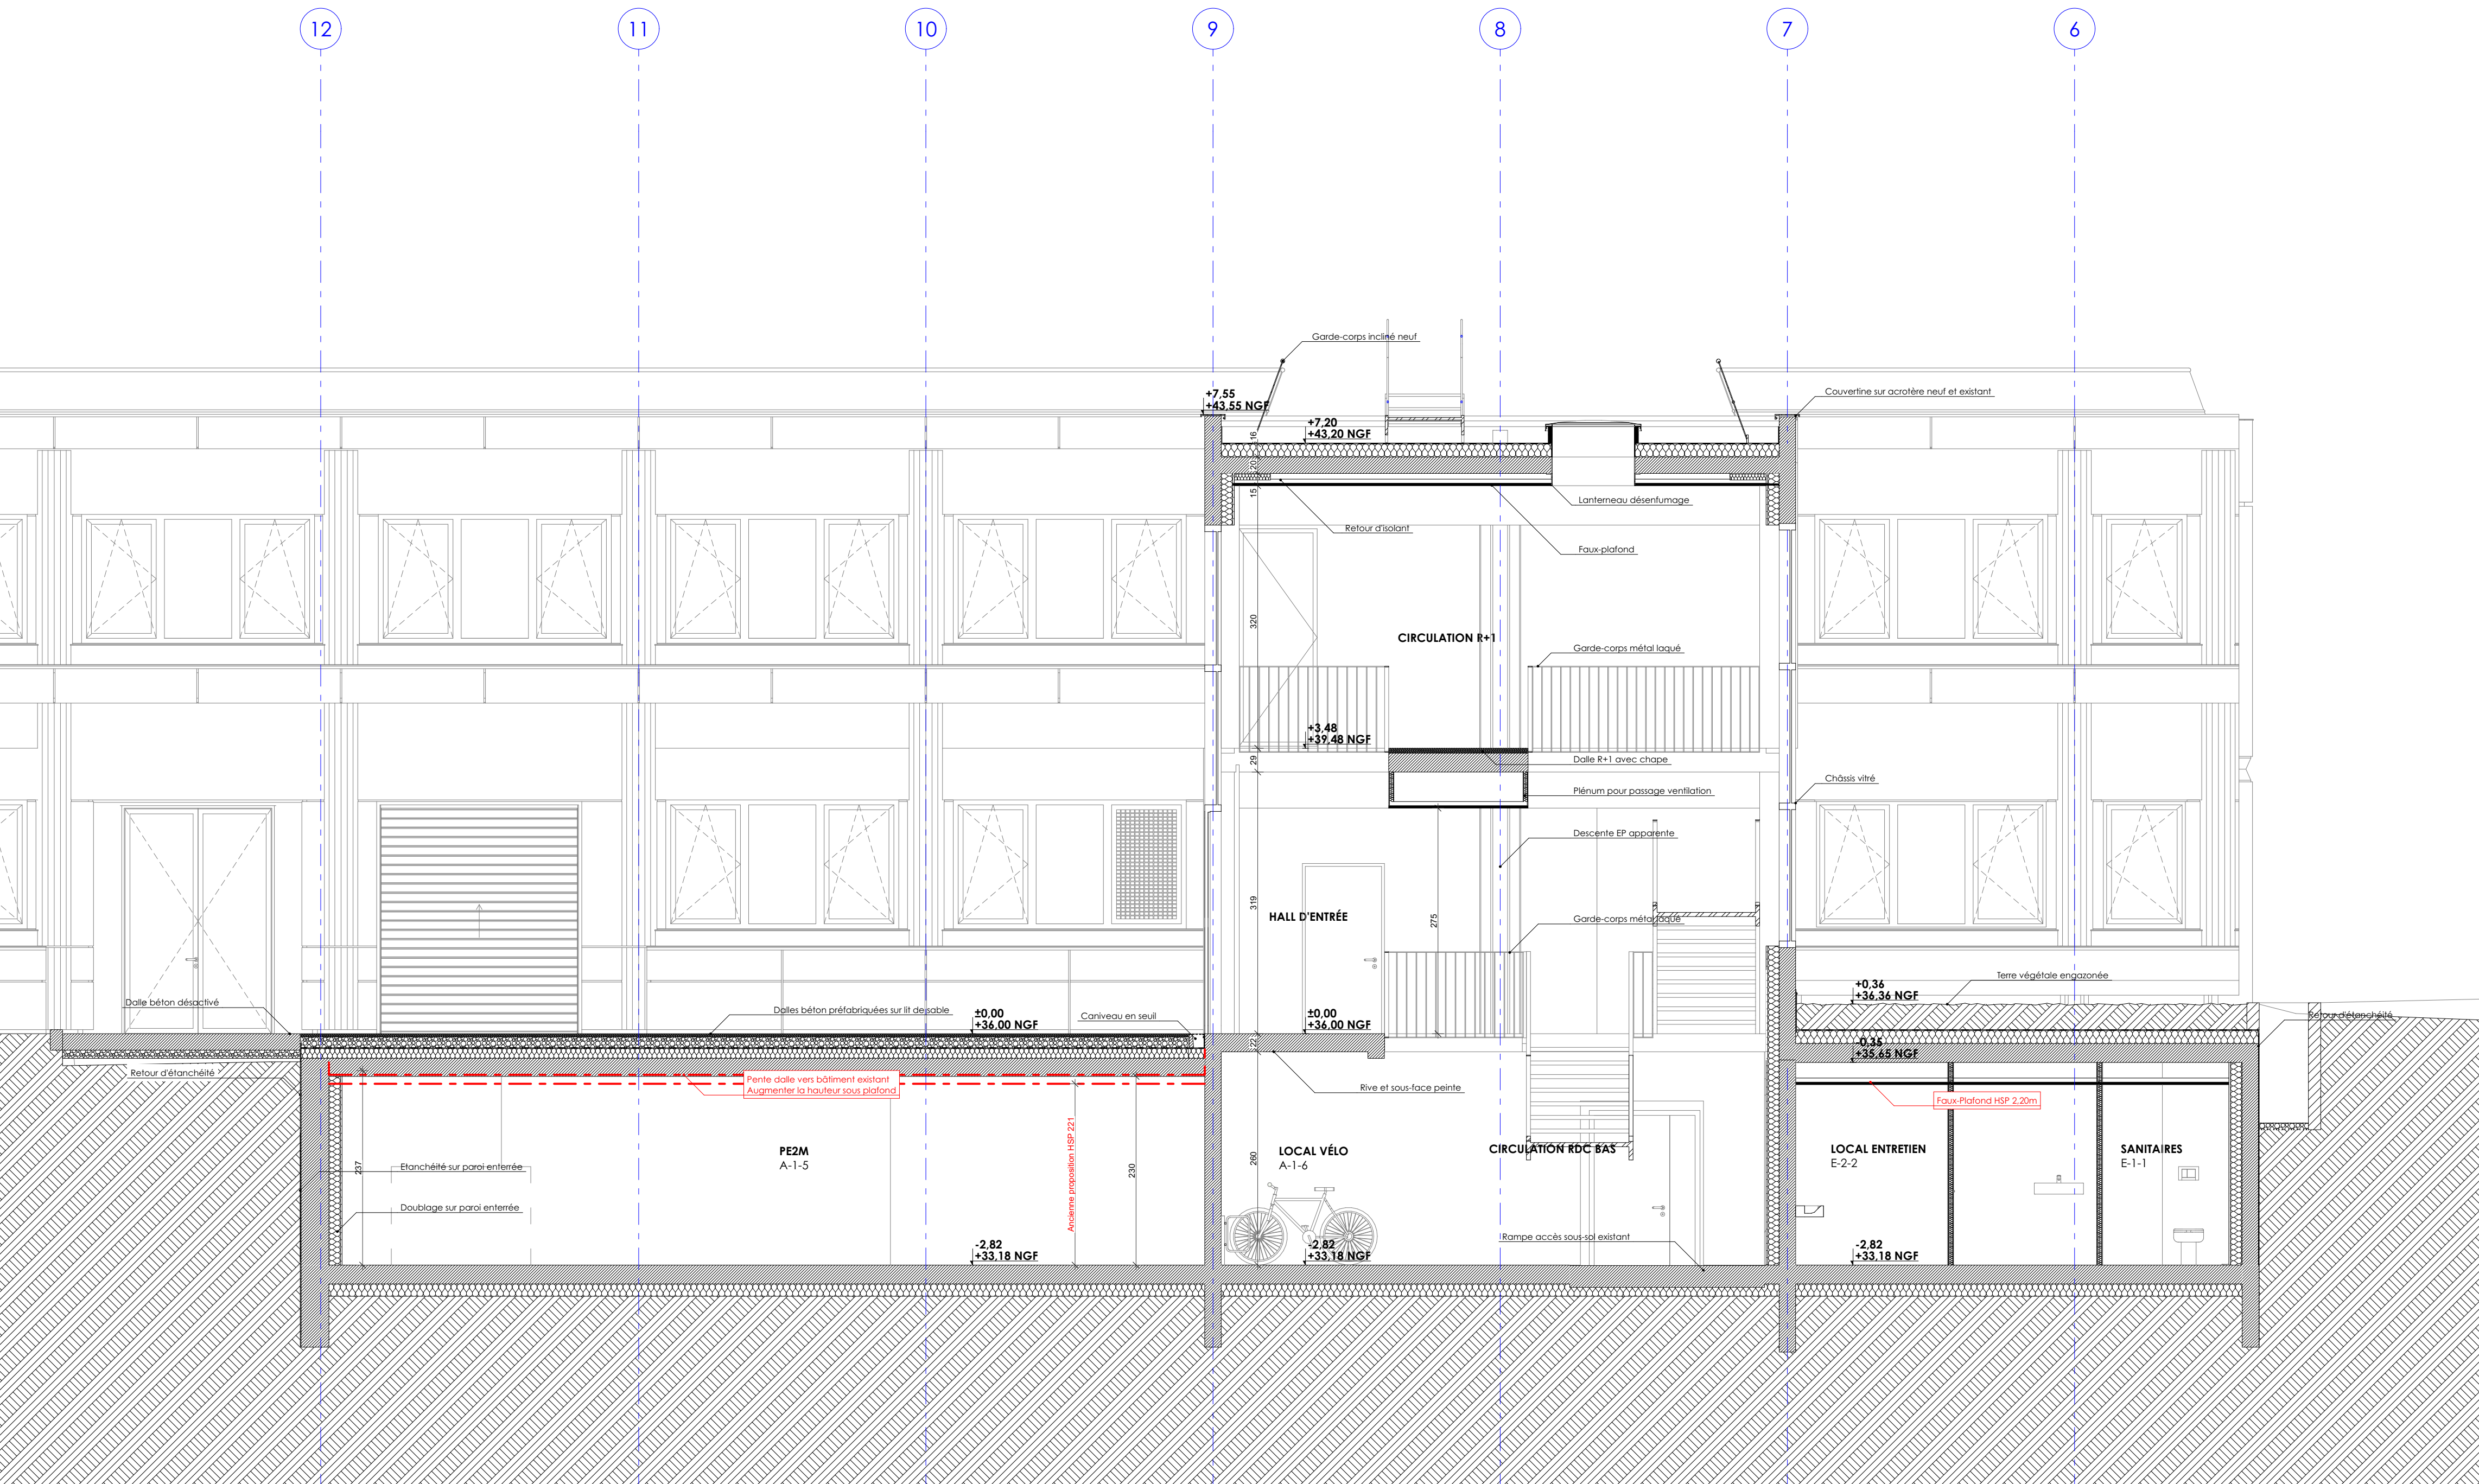 12
11
10
9
8
7
6
Garde-corps incliné neuf
+7,55
+43,55 NGF
Couvertine sur acrotère neuf et existant
+7,20
+43,20 NGF
16
20
15
Lanterneau désenfumage
Retour d'isolant
Faux-plafond
320
CIRCULATION R+1
Garde-corps métal laqué
+3,48
+39,48 NGF
29
Dalle R+1 avec chape
Châssis vitré
Plénum pour passage ventilation
Descente EP apparente
319
HALL D'ENTRÉE
275
Garde-corps métal laqué
Terre végétale engazonée
+0,36
+36,36 NGF
Dalle béton désactivé
Dalles béton préfabriquées sur lit de sable
±0,00
+36,00 NGF
Caniveau en seuil
±0,00
+36,00 NGF
Retour d'étanchéité
22
-0,35
+35,65 NGF
Retour d'étanchéité
Pente dalle vers bâtiment existant
Augmenter la hauteur sous plafond
Rive et sous-face peinte
Faux-Plafond HSP 2,20m
237
Etanchéité sur paroi enterrée
Doublage sur paroi enterrée
PE2M
A-1-5
Ancienne proposition HSP 221
230
260
LOCAL VÉLO
A-1-6
CIRCULATION RDC BAS
LOCAL ENTRETIEN
E-2-2
SANITAIRES
E-1-1
Rampe accès sous-sol existant
-2,82
+33,18 NGF
-2,82
+33,18 NGF
-2,82
+33,18 NGF